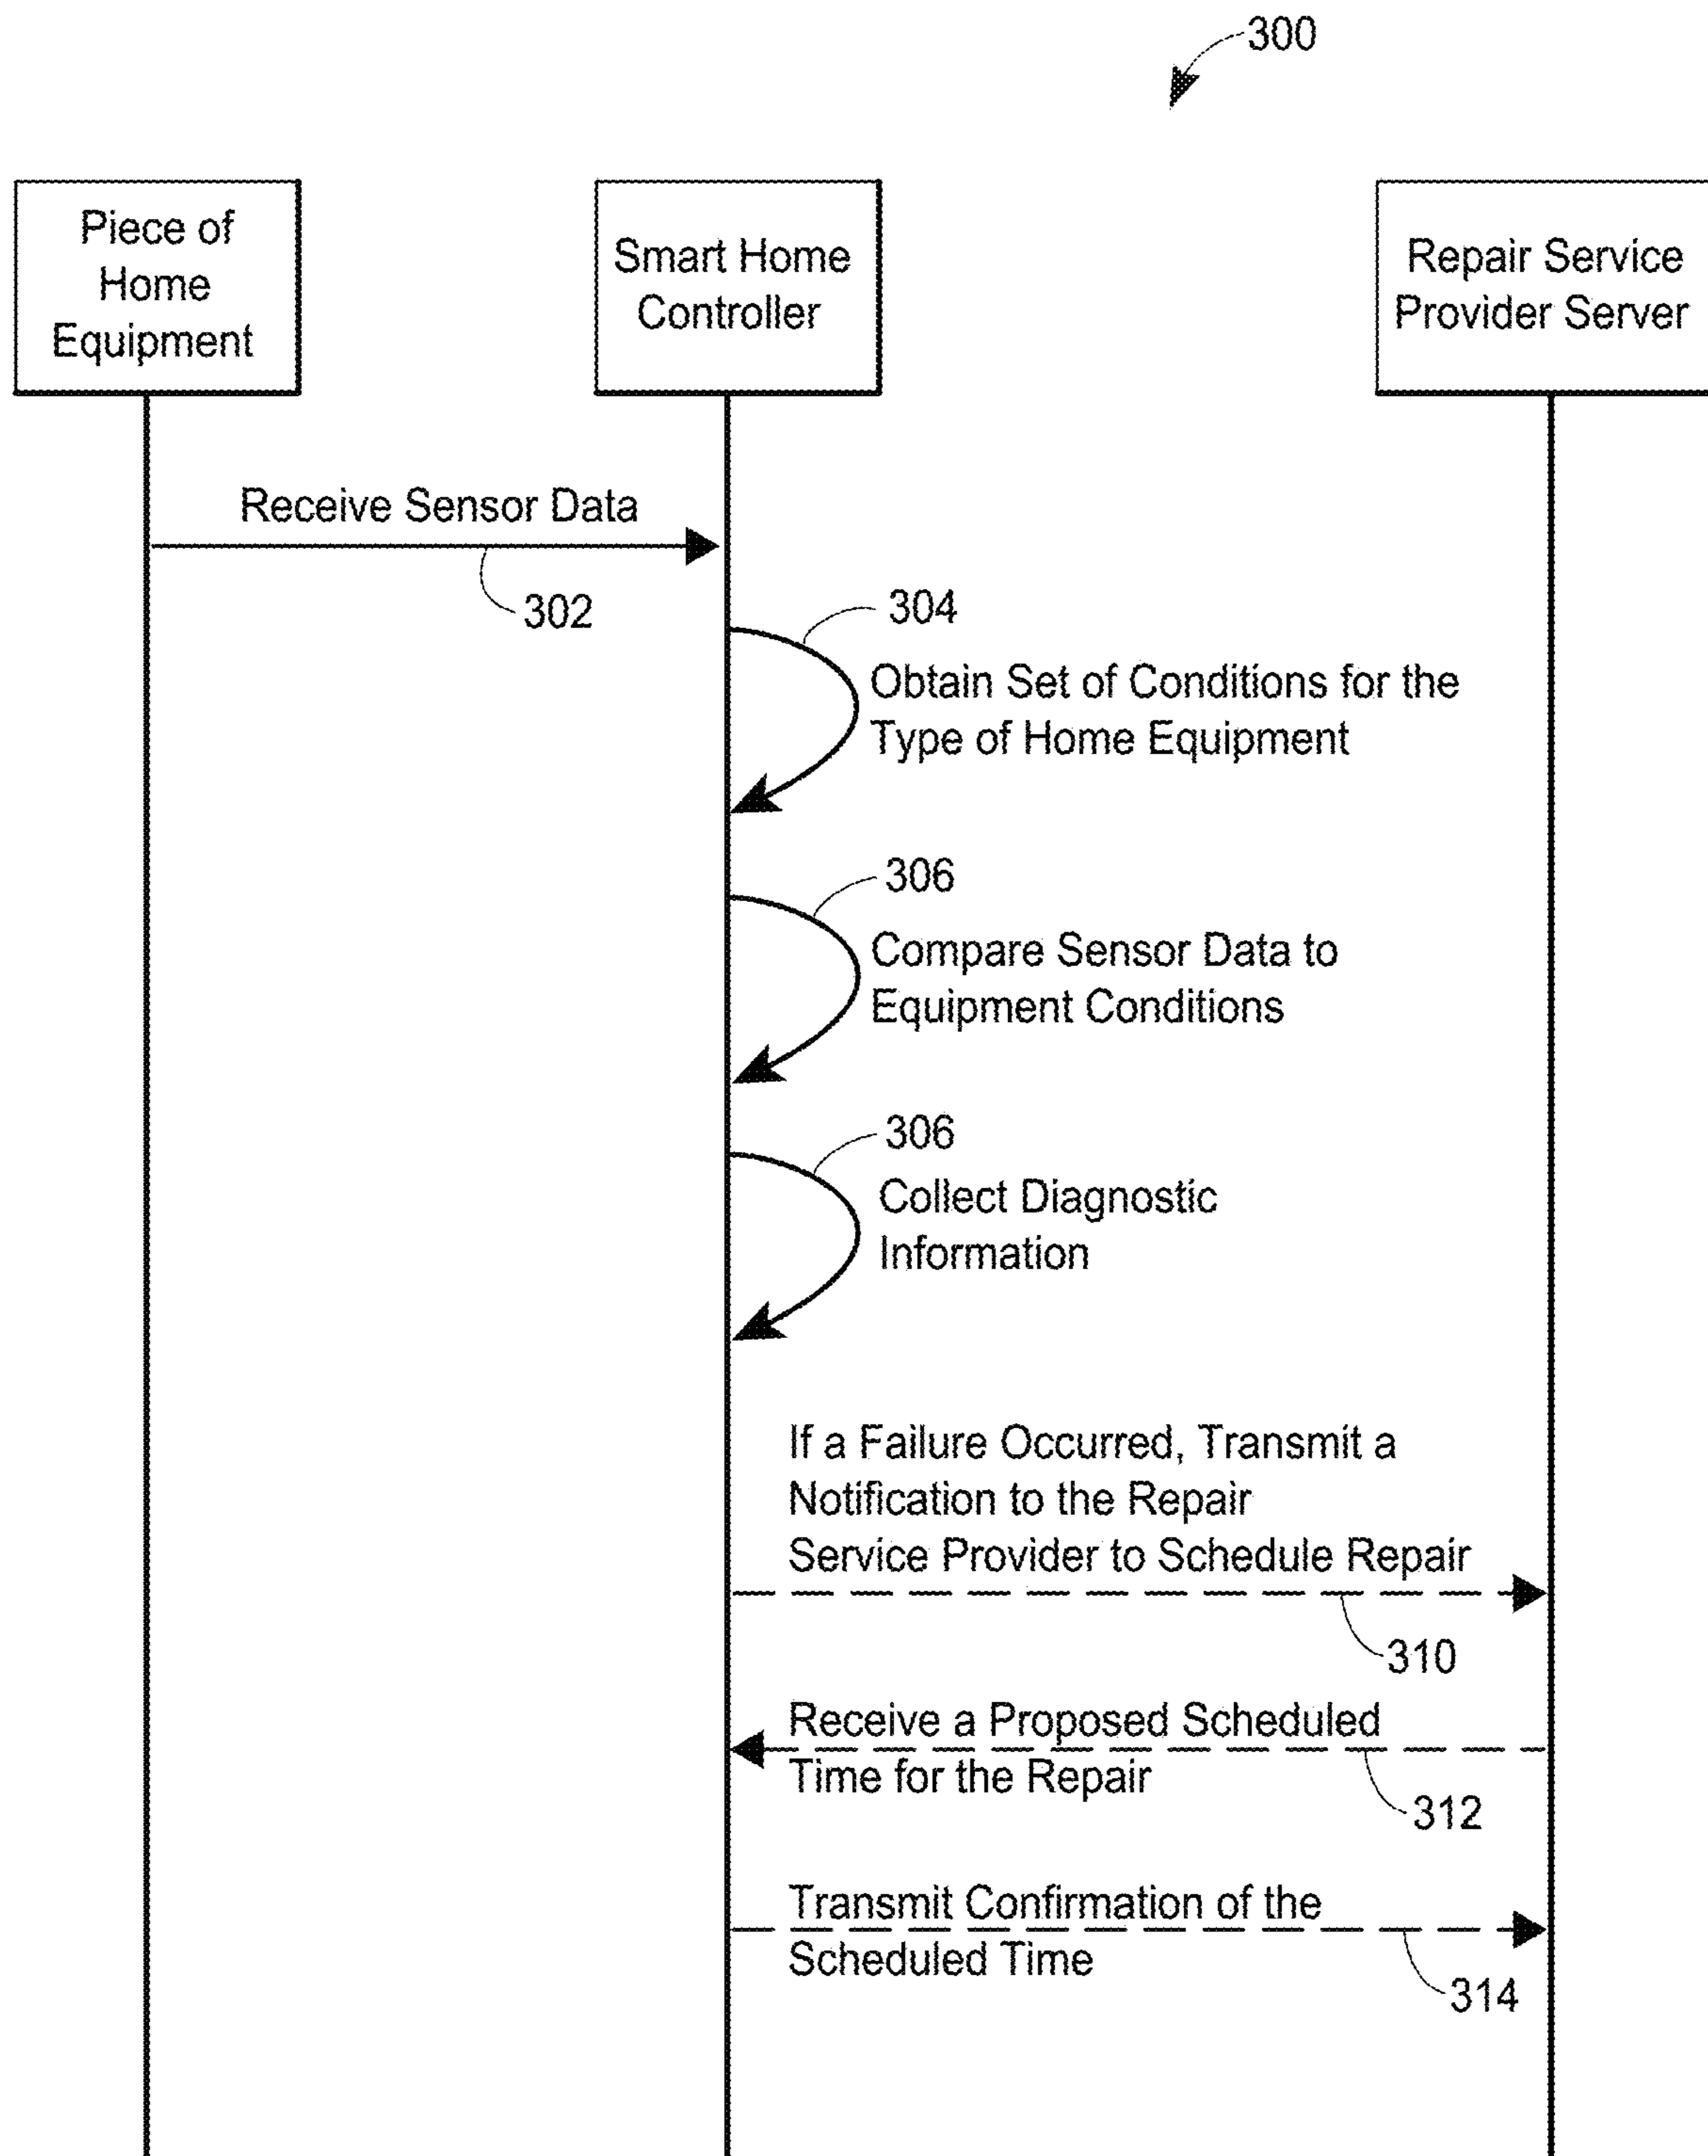 300
Piece of
Home
Equipment
Smart Home
Controller
Repair Service
Provider Server
Receive Sensor Data
302
304
Obtain Set of Conditions for the
Type of Home Equipment
306
Compare Sensor Data to
Equipment Conditions
306
Collect Diagnostic
Information
If a Failure Occurred, Transmit a
Notification to the Repair
Service Provider to Schedule Repair
310
Receive a Proposed Scheduled
Time for the Repair
312
Transmit Confirmation of the
Scheduled Time
314